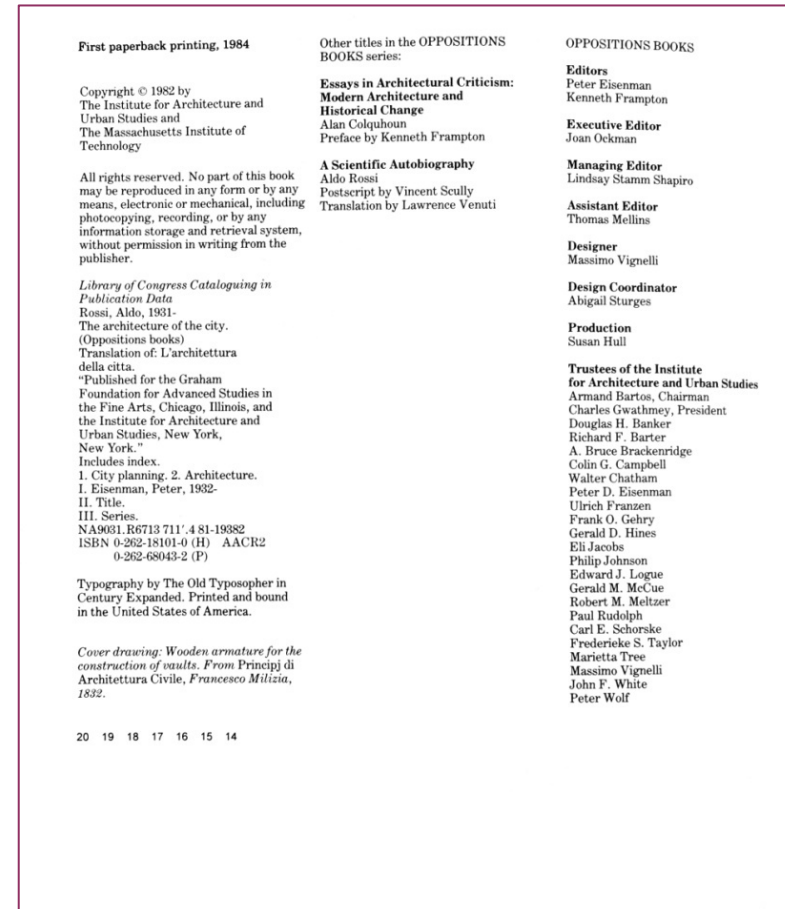 First paperback printing, 1984
Copyright © 1982 by
The Institute for Architecture and
Urban Studies and
The Massachusetts Institute of
Technology
All rights reserved. No part of this book
may be reproduced in any form or by any
means, electronic or mechanical, including
photocopying, recording, or by any
information storage and retrieval system,
without permission in writing from the
publisher.
Library of Congress Cataloguing in
Publication Data
Rossi, Aldo, 1931-
The architecture of the city.
(Oppositions books)
Translation of: L'architettura
della citta.
"Published for the Graham
Foundation for Advanced Studies in
the Fine Arts, Chicago, Illinois, and
the Institute for Architecture and
Urban Studies, New York,
New York."
Includes index.
1. City planning. 2. Architecture.
I. Eisenman, Peter, 1932-
II. Title.
III. Series.
NA9031.R6713 711'.4 81-19382
ISBN 0-262-18101-0 (H) AACR2
0-262-68043-2 (P)
Typography by The Old Typosopher in
Century Expanded. Printed and bound
in the United States of America.
Cover drawing: Wooden armature for the
construction of vaults. From Principj di
Architettura Civile, Francesco Milizia,
1832.
20 19 18 17 16 15 14
Other titles in the OPPOSITIONS
BOOKS series:
Essays in Architectural Criticism:
Modern Architecture and
Historical Change
Alan Colquhoun
Preface by Kenneth Frampton
A Scientific Autobiography
Aldo Rossi
Postscript by Vincent Scully
Translation by Lawrence Venuti
OPPOSITIONS BOOKS
Editors
Peter Eisenman
Kenneth Frampton
Executive Editor
Joan Ockman
Managing Editor
Lindsay Stamm Shapiro
Assistant Editor
Thomas Mellins
Designer
Massimo Vignelli
Design Coordinator
Abigail Sturges
Production
Susan Hull
Trustees of the Institute
for Architecture and Urban Studies
Armand Bartos, Chairman
Charles Gwathmey, President
Douglas H. Banker
Richard F. Barter
A. Bruce Brackenridge
Colin G. Campbell
Walter Chatham
Peter D. Eisenman
Ulrich Franzen
Frank O. Gehry
Gerald D. Hines
Eli Jacobs
Philip Johnson
Edward J. Logue
Gerald M. McCue
Robert M. Meltzer
Paul Rudolph
Carl E. Schorske
Frederieke S. Taylor
Marietta Tree
Massimo Vignelli
John F. White
Peter Wolf